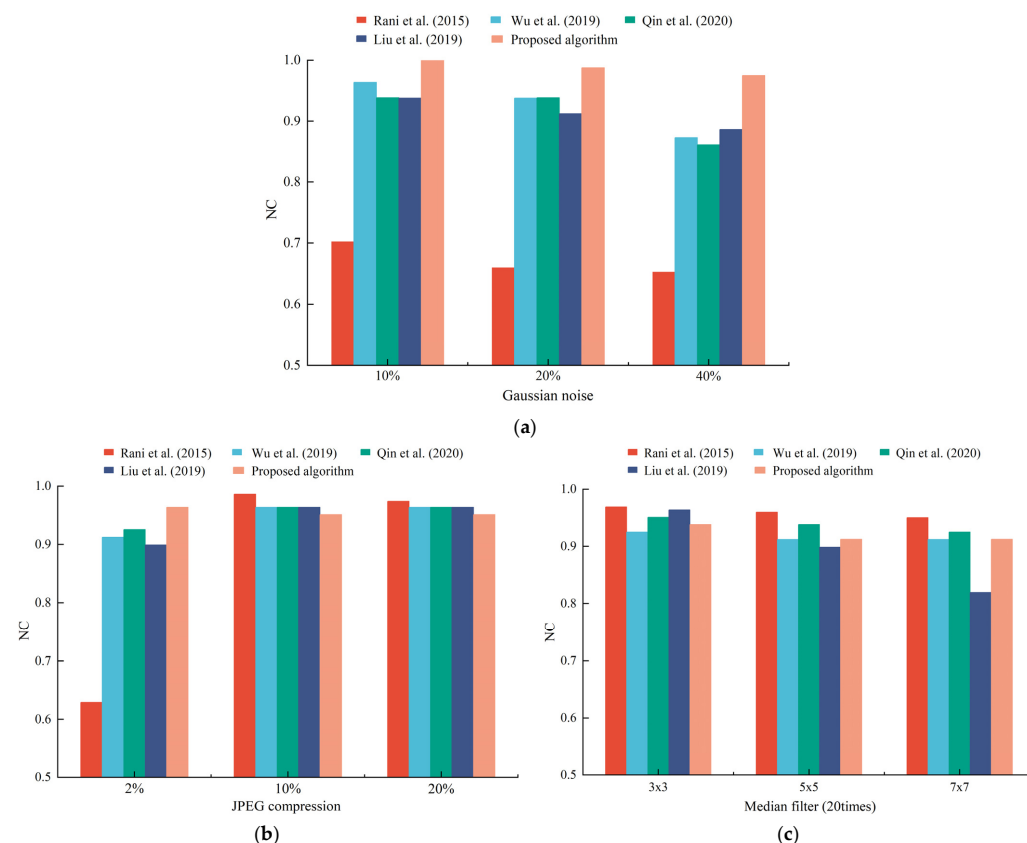 Rani et al. (2015) Wu et al. (2019) Qin et al. (2020)
Liu et al. (2019) Proposed algorithm
1.0
0.9
0.8
0.7
0.6
0.5
NC
10% 20% 40%
Gaussian noise
(a)
Rani et al. (2015) Wu et al. (2019) Qin et al. (2020)
Liu et al. (2019) Proposed algorithm
1.0
0.9
0.8
0.7
0.6
0.5
NC
2% 10% 20%
JPEG compression
(b)
Rani et al. (2015) Wu et al. (2019) Qin et al. (2020)
Liu et al. (2019) Proposed algorithm
1.0
0.9
0.8
0.7
0.6
0.5
NC
3x3 5x5 7x7
Median filter (20times)
(c)